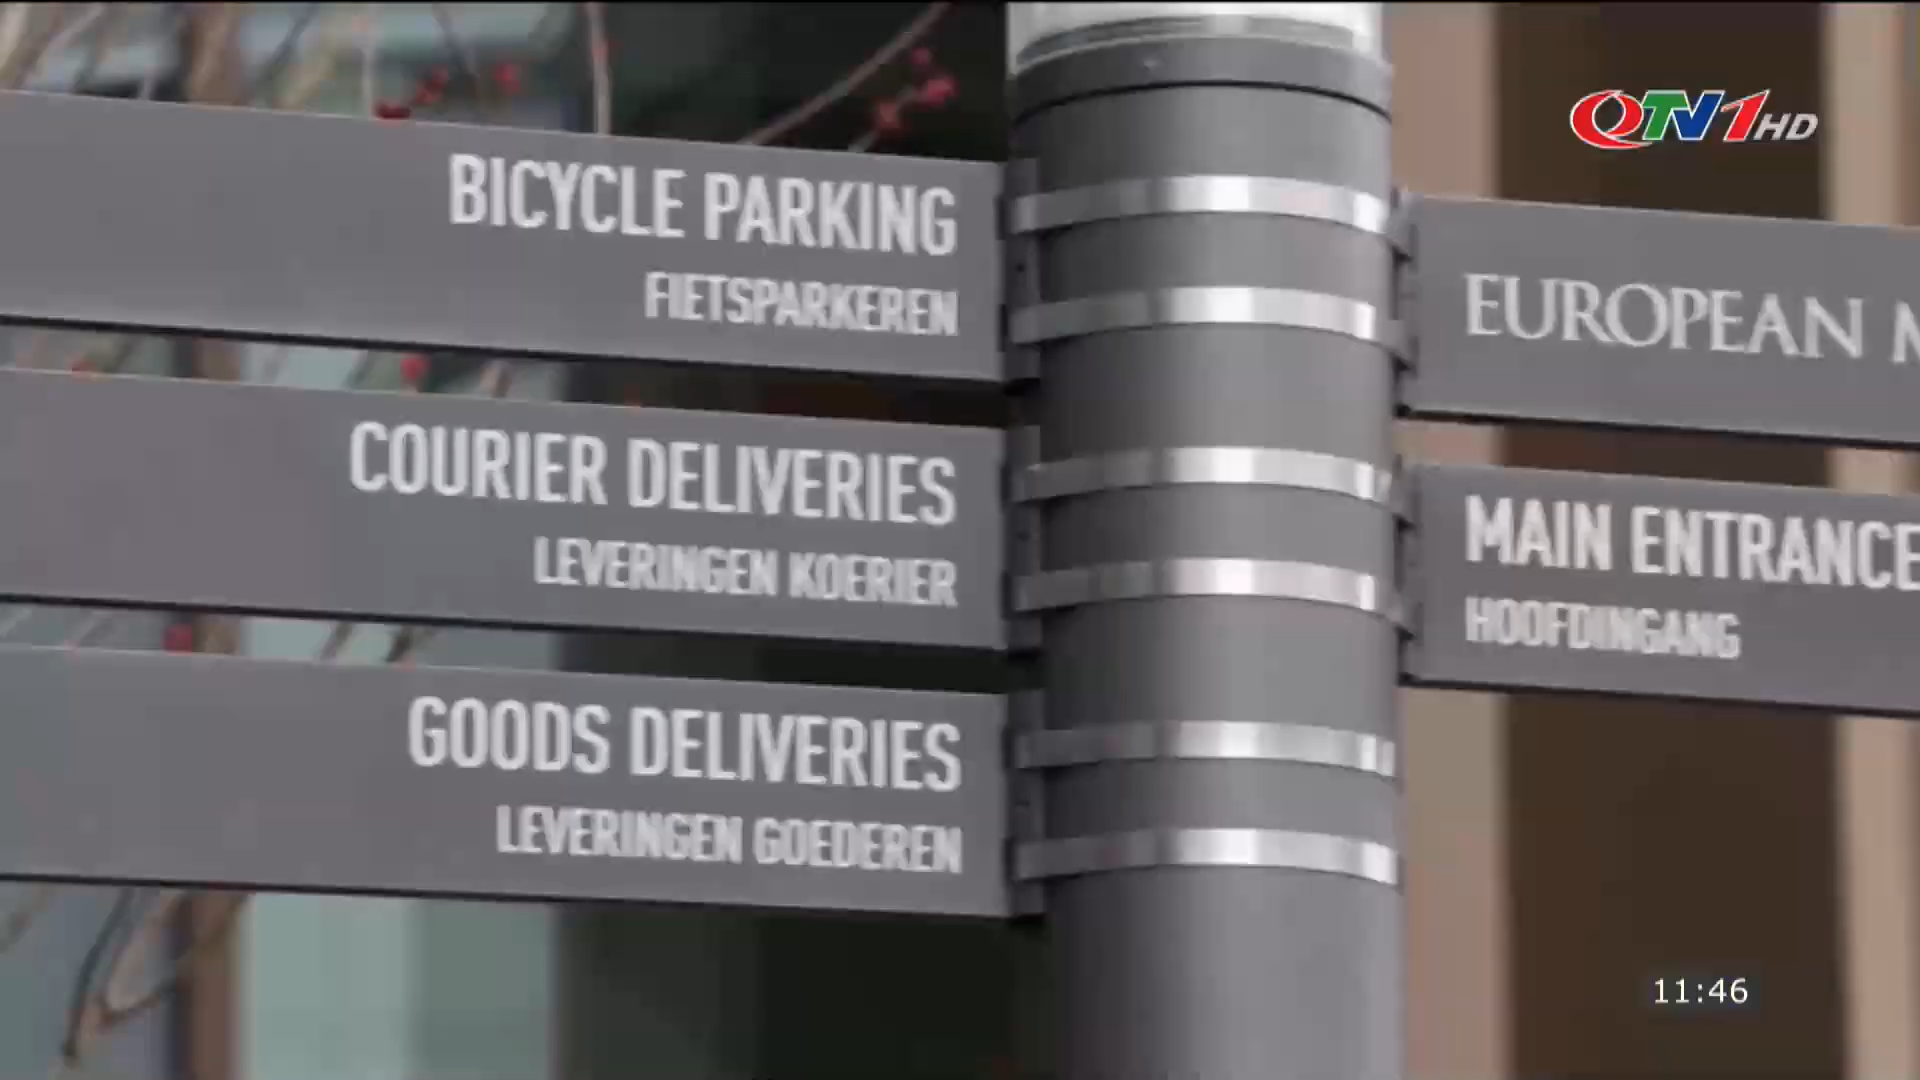 QTV1HD
BICYCLE PARKING
FIETSPARKEREN
COURIER DELIVERIES
LEVERINGEN KOERIER
GOODS DELIVERIES
LEVERINGEN GOEDEREN
EUROPEAN
MAIN ENTRANCE
HOOFDINGANG
11:46